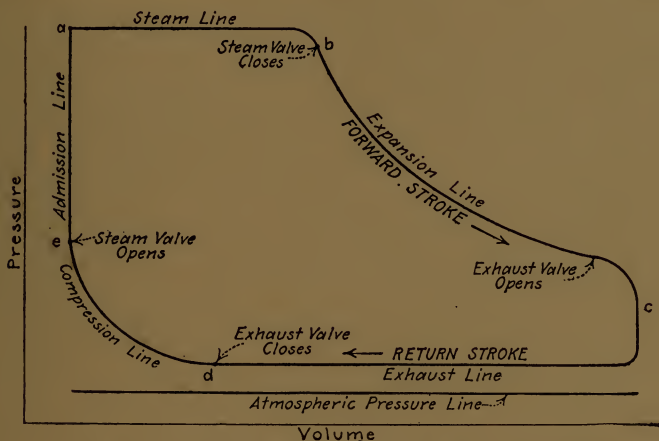 a
Steam Line
b
Steam Valve
Closes
Admission Line
Expansion Line
FORWARD STROKE
Pressure
e
Steam Valve
Opens
Exhaust Valve
Opens
c
Compression Line
Exhaust Valve
Closes
d
RETURN STROKE
Exhaust Line
Atmospheric Pressure Line
Volume